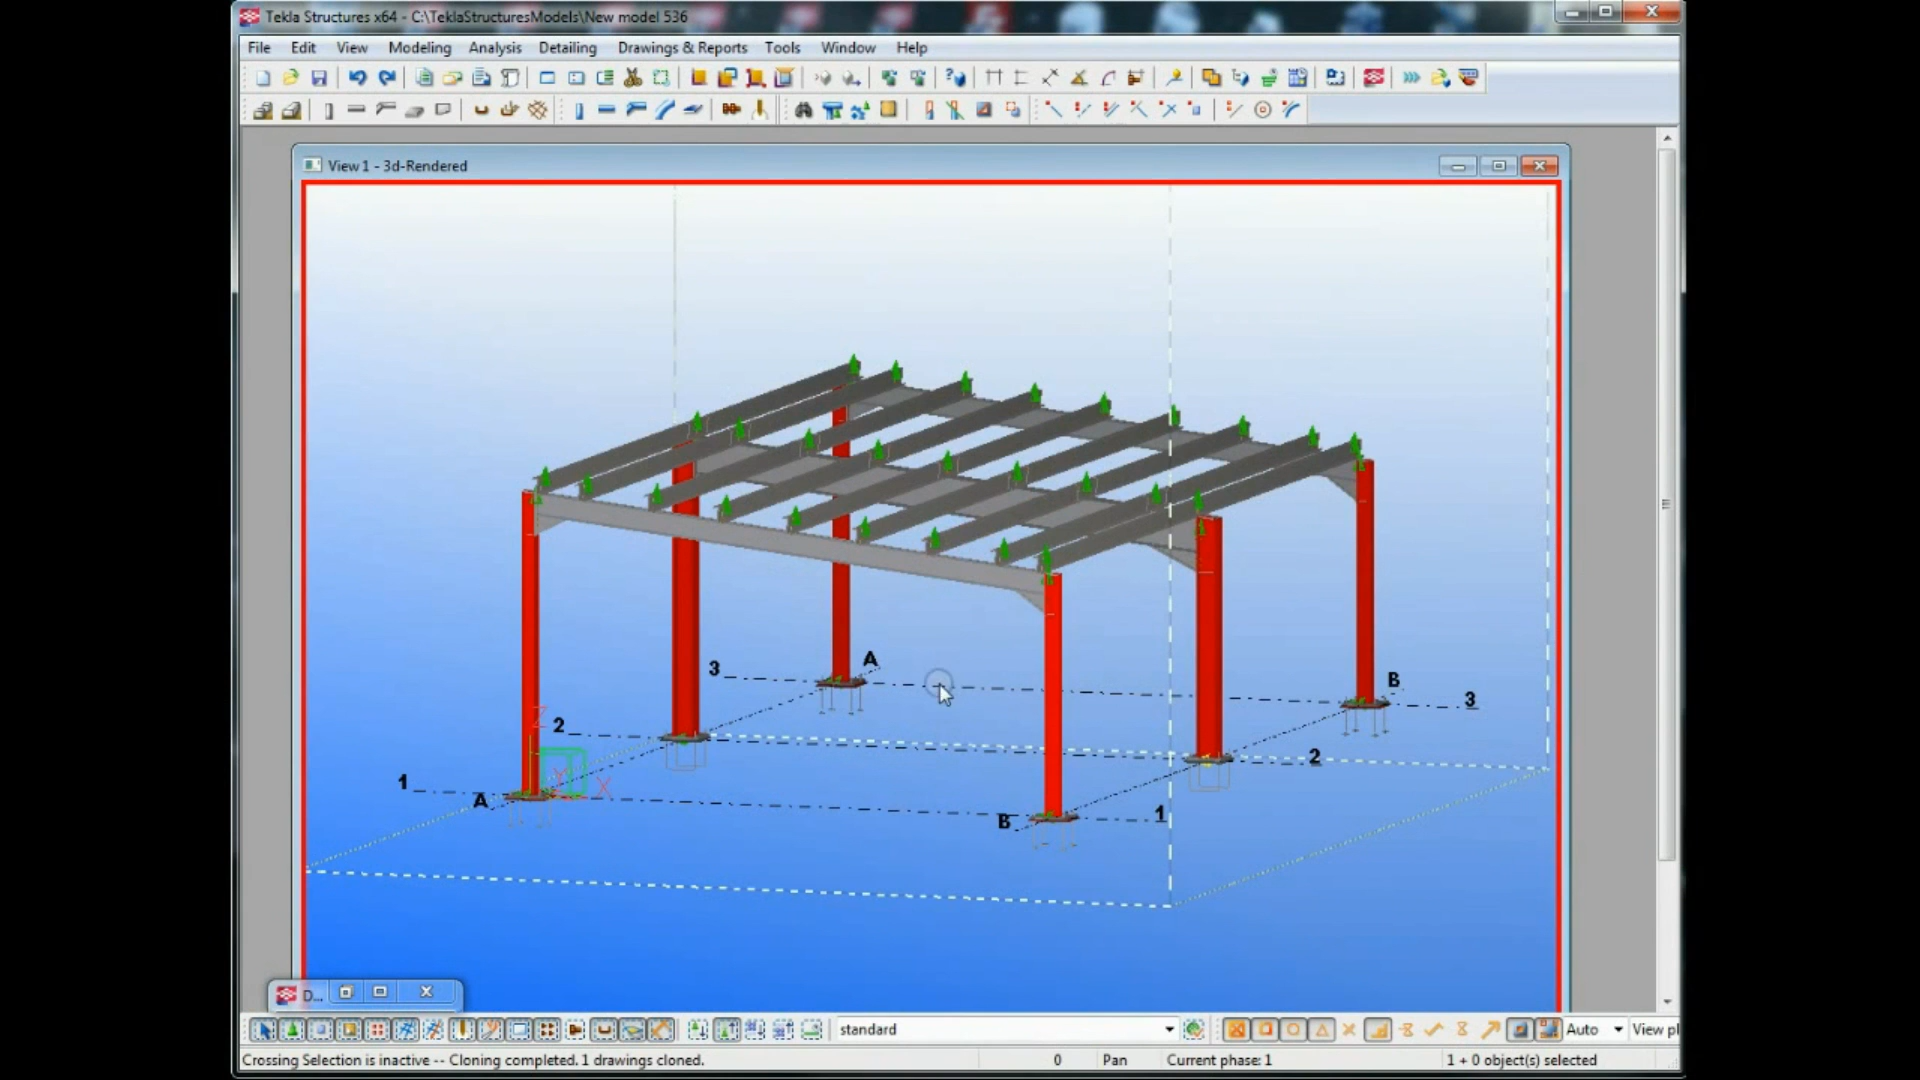 Tekla Structures x64 - C:\TeklaStructuresModels\New model 536
File Edit View Modeling Analysis Detailing Drawings & Reports Tools Window Help
View 1 - 3d-Rendered
A
3
B
3
2
Z
2
1
A
Y
X
B
1
D...
standard
Auto
View pl
Crossing Selection is inactive -- Cloning completed. 1 drawings cloned.
0
Pan
Current phase: 1
1 + 0 object(s) selected